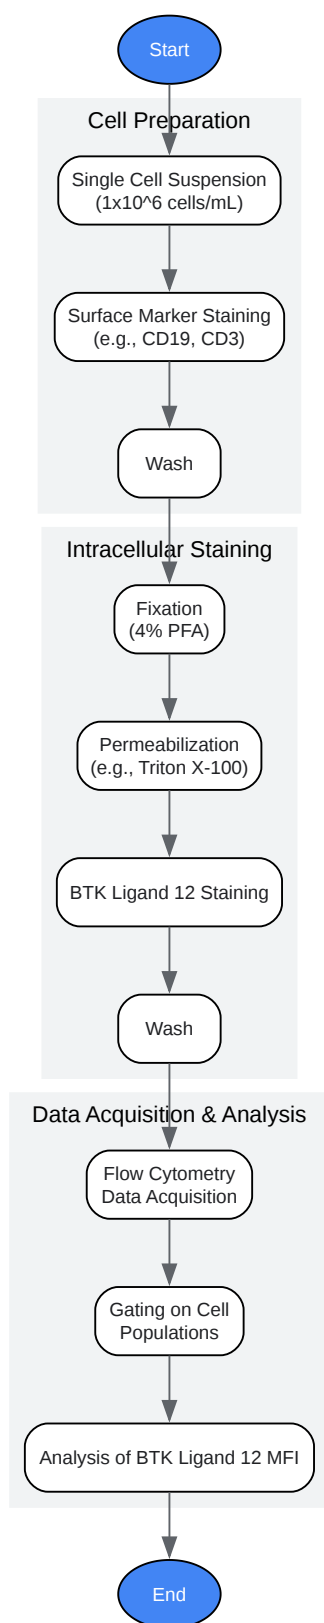 Start
Cell Preparation
Single Cell Suspension
(1x10^6 cells/mL)
Surface Marker Staining
(e.g., CD19, CD3)
Wash
Intracellular Staining
Fixation
(4% PFA)
Permeabilization
(e.g., Triton X-100)
BTK Ligand 12 Staining
Wash
Data Acquisition & Analysis
Flow Cytometry
Data Acquisition
Gating on Cell
Populations
Analysis of BTK Ligand 12 MFI
End